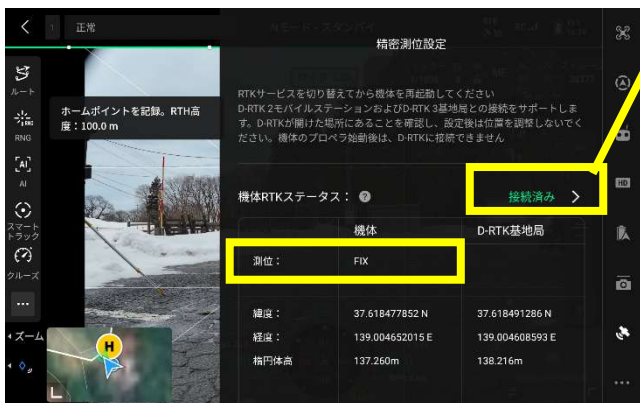 1 正常
Nモード - スタンバイ
精密測位設定
ルート
RTKサービスを切り替えてから機体を再起動してください
D-RTK 2モバイルステーションおよびD-RTK 3基地局との接続をサポートします。D-RTKが開けた場所にあることを確認し、設定後は位置を調整しないでください。機体のプロペラ始動後は、D-RTKに接続できません
ホームポイントを記録。RTH高
度：100.0 m
RNG
AI
HD
機体RTKステータス： 接続済み
スマート
トラック
機体 D-RTK基地局
測位： FIX
クルーズ
緯度： 37.618477852 N 37.618491286 N
ズーム
経度： 139.004652015 E 139.004608593 E
H
楕円体高 137.260m 138.216m